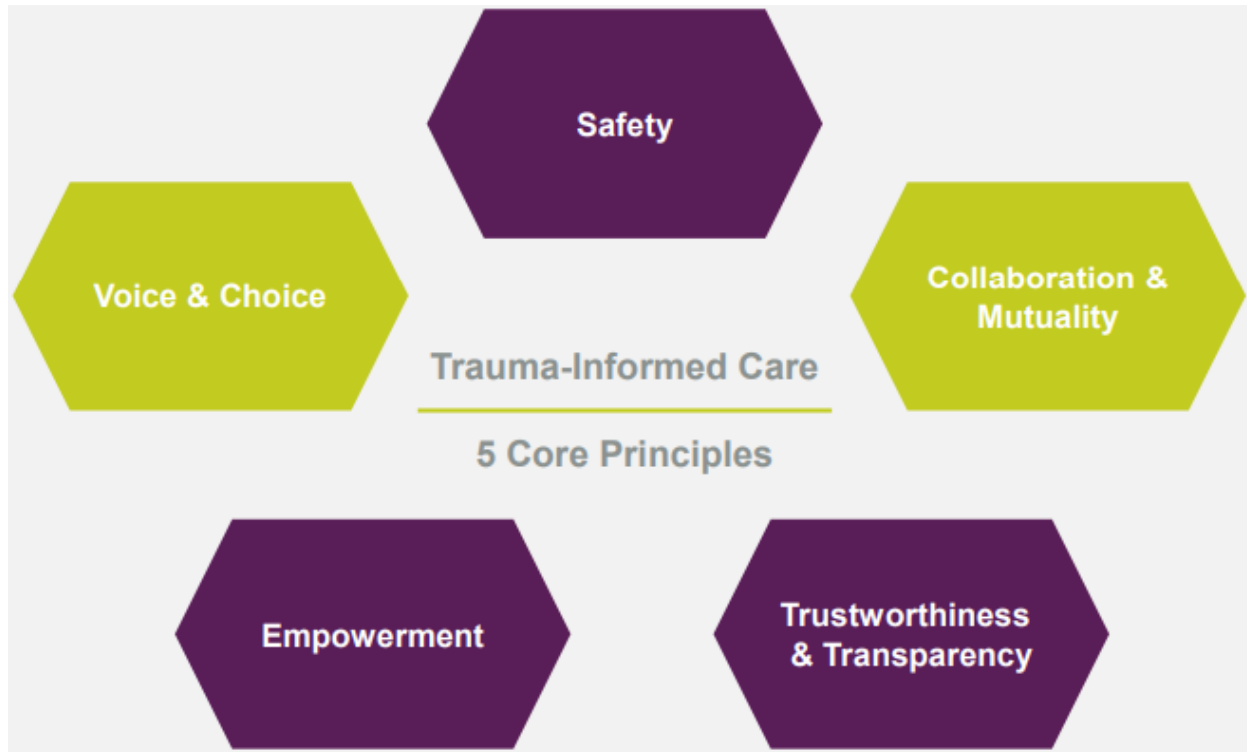 Safety
Voice & Choice
Collaboration &
Mutuality
Trauma-Informed Care
5 Core Principles
Empowerment
Trustworthiness
& Transparency